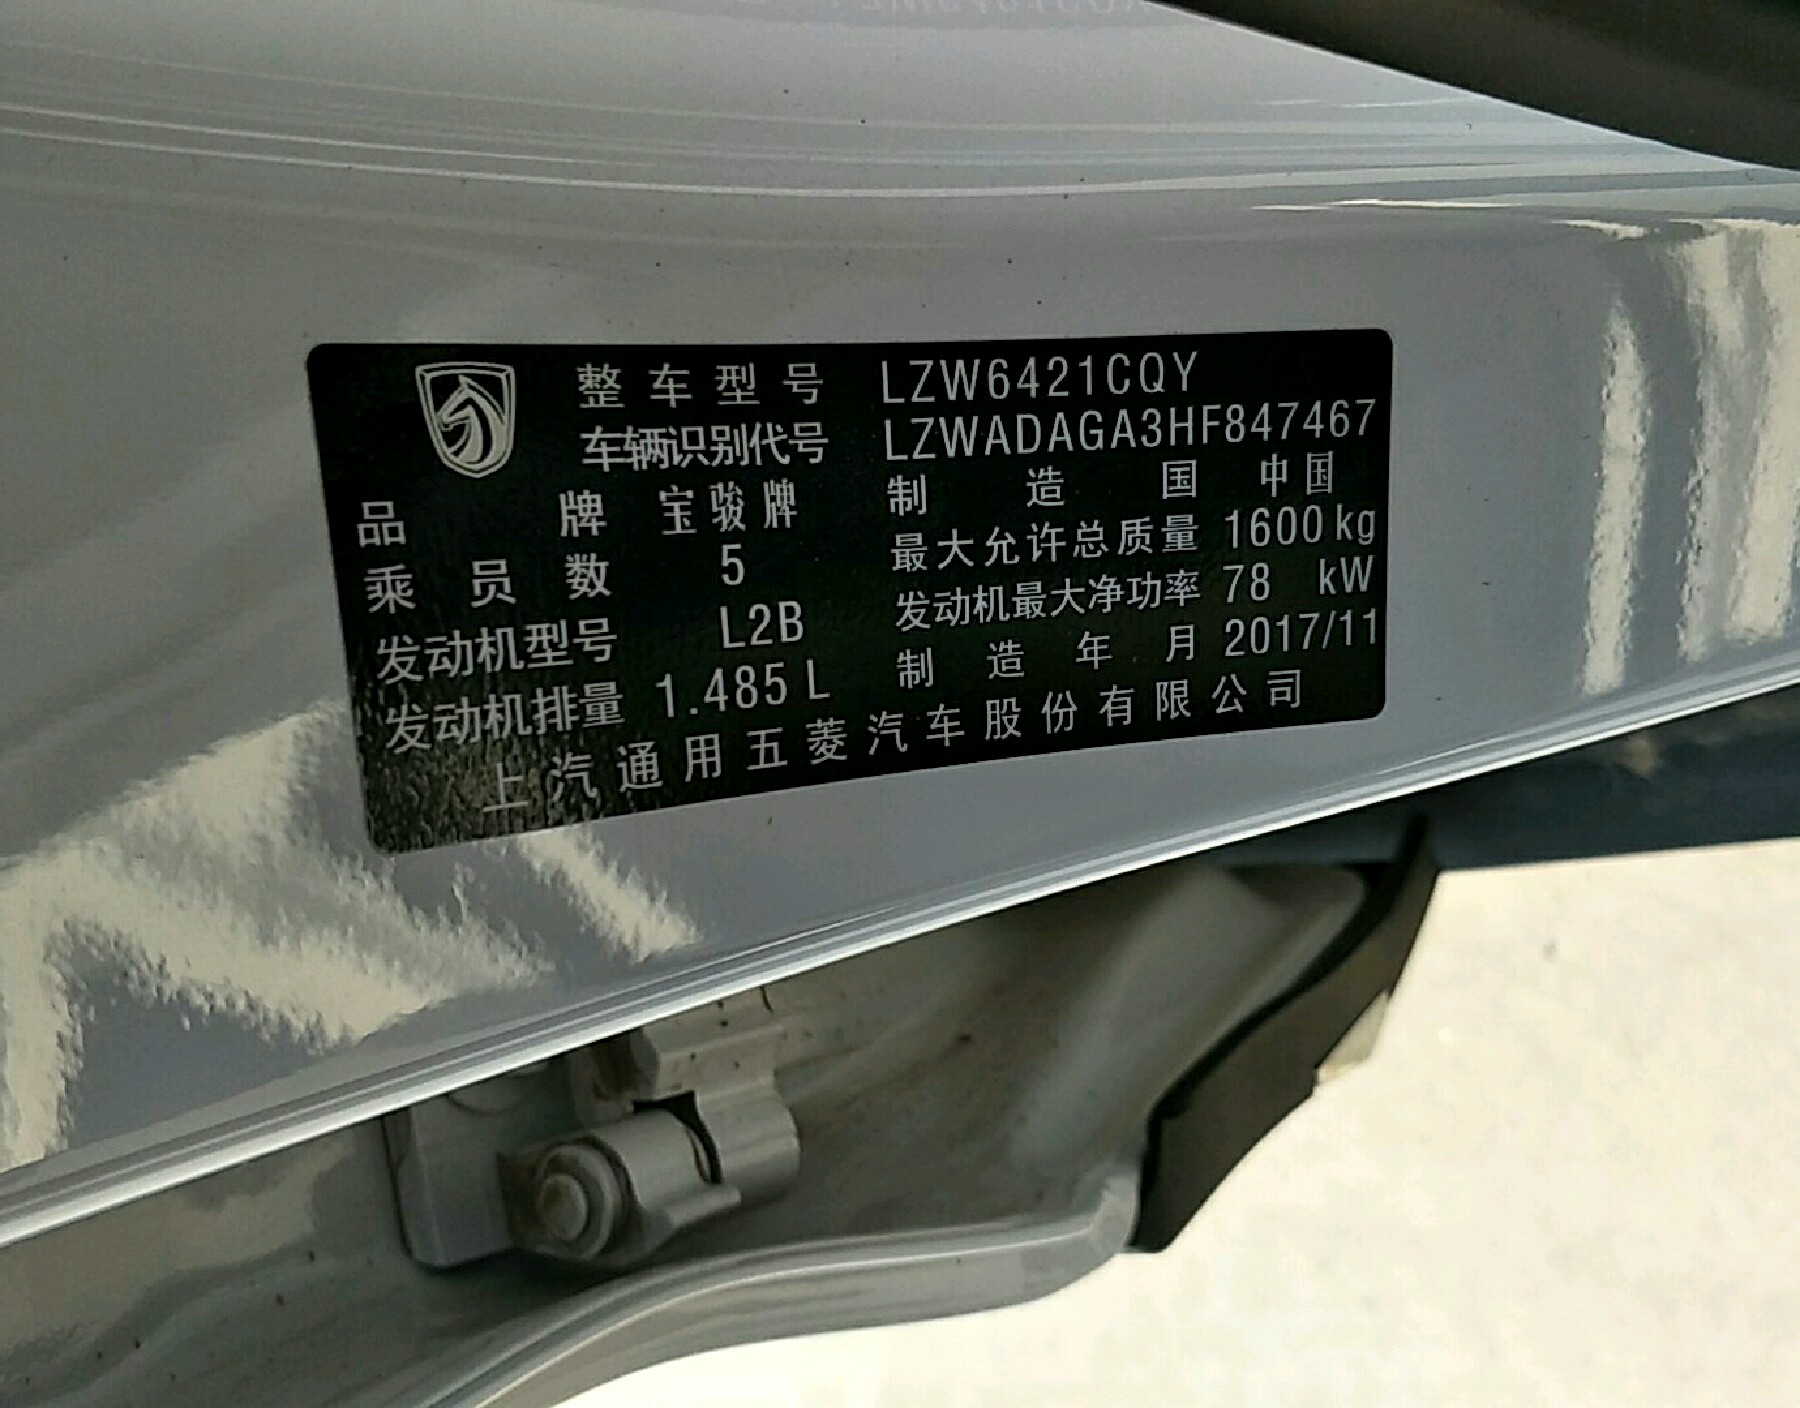 整车型号 LZW6421CQY
车辆识别代号 LZWADAGA3HF847467
品牌 宝骏牌 制造国 中国
乘员数 5 最大允许总质量 1600 kg
发动机型号 L2B 发动机最大净功率 78 kW
发动机排量 1.485 L 制造年月 2017/11
上汽通用五菱汽车股份有限公司